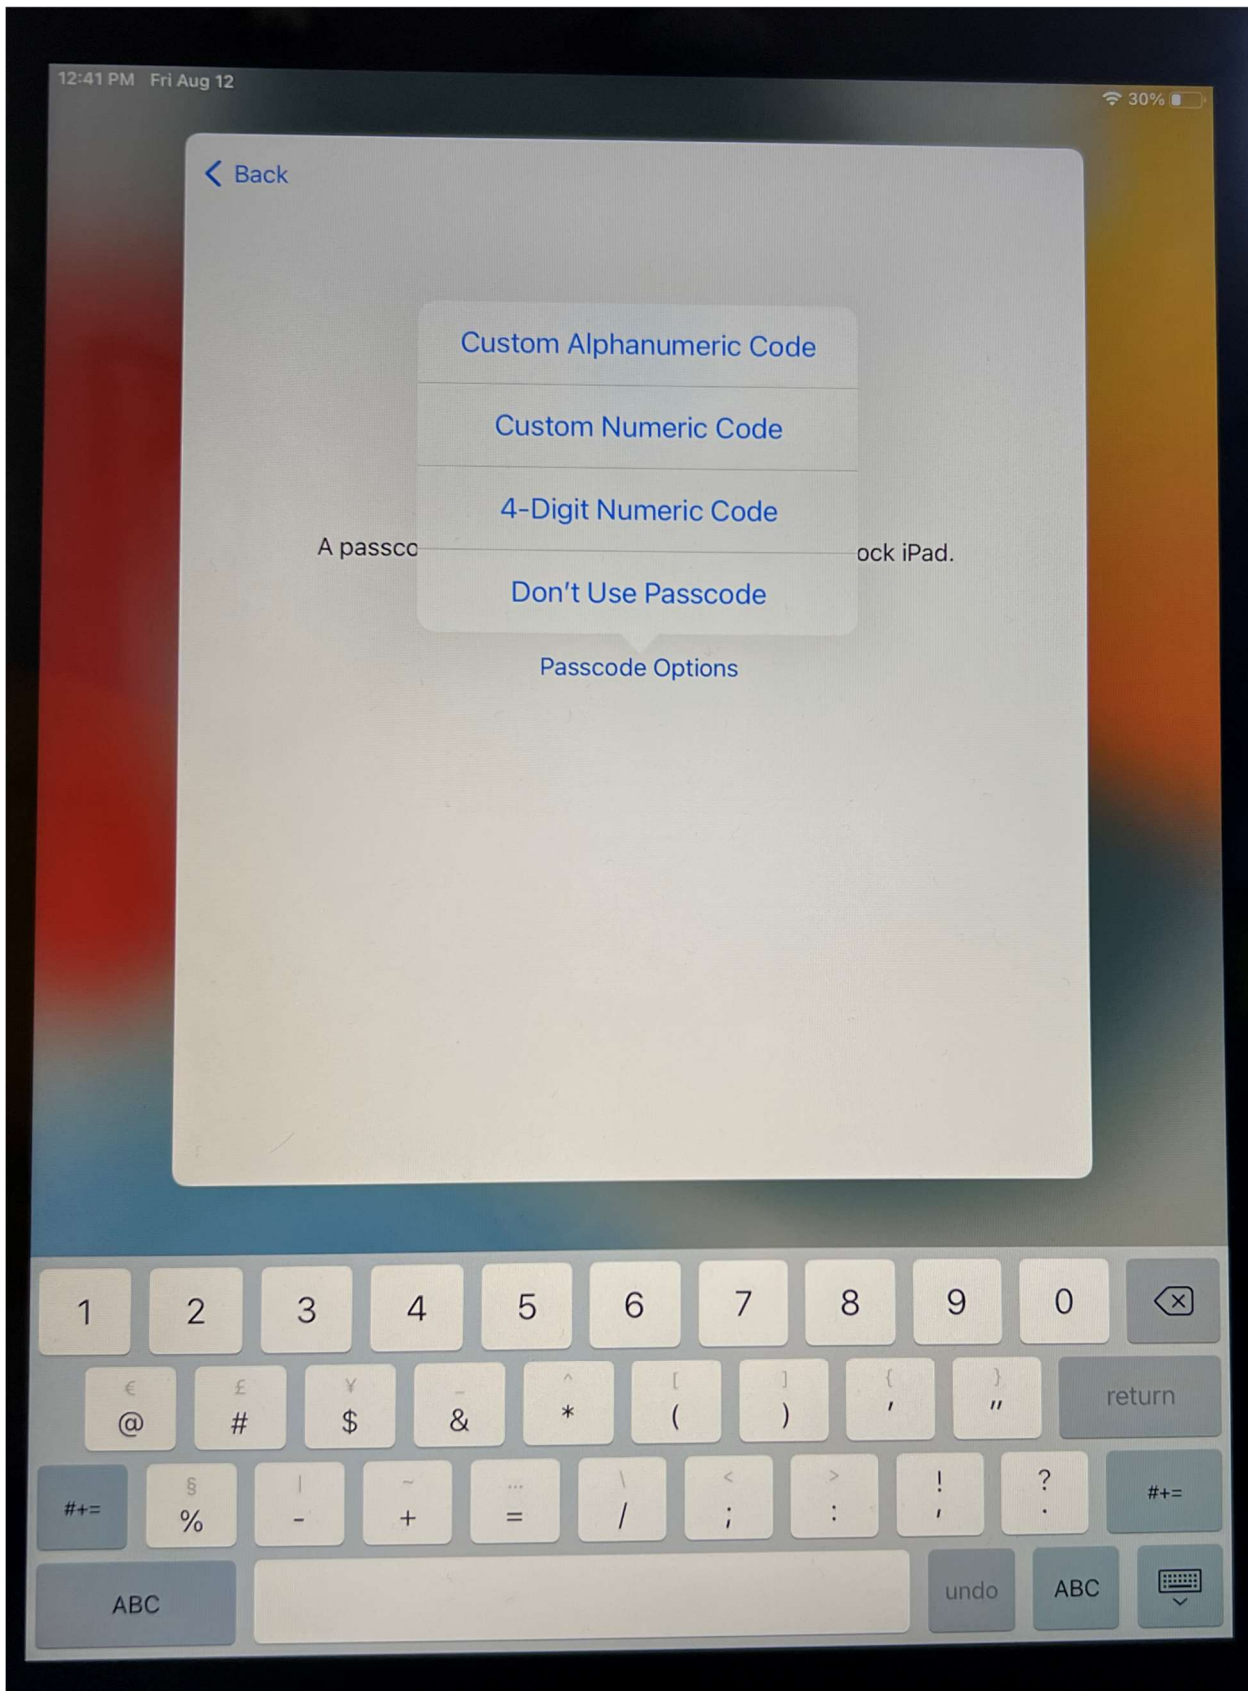 12:41 PM Fri Aug 12
30%
Back
Custom Alphanumeric Code
Custom Numeric Code
4-Digit Numeric Code
A passco
ock iPad.
Don't Use Passcode
Passcode Options
1 2 3 4 5 6 7 8 9 0
€ £ ¥ _ ^ [ ] { }
@ # $ & * ( ) ' "
return
§ | ~ … \ < > ! ?
#+= % - + = / ; : , . #+=
ABC undo ABC